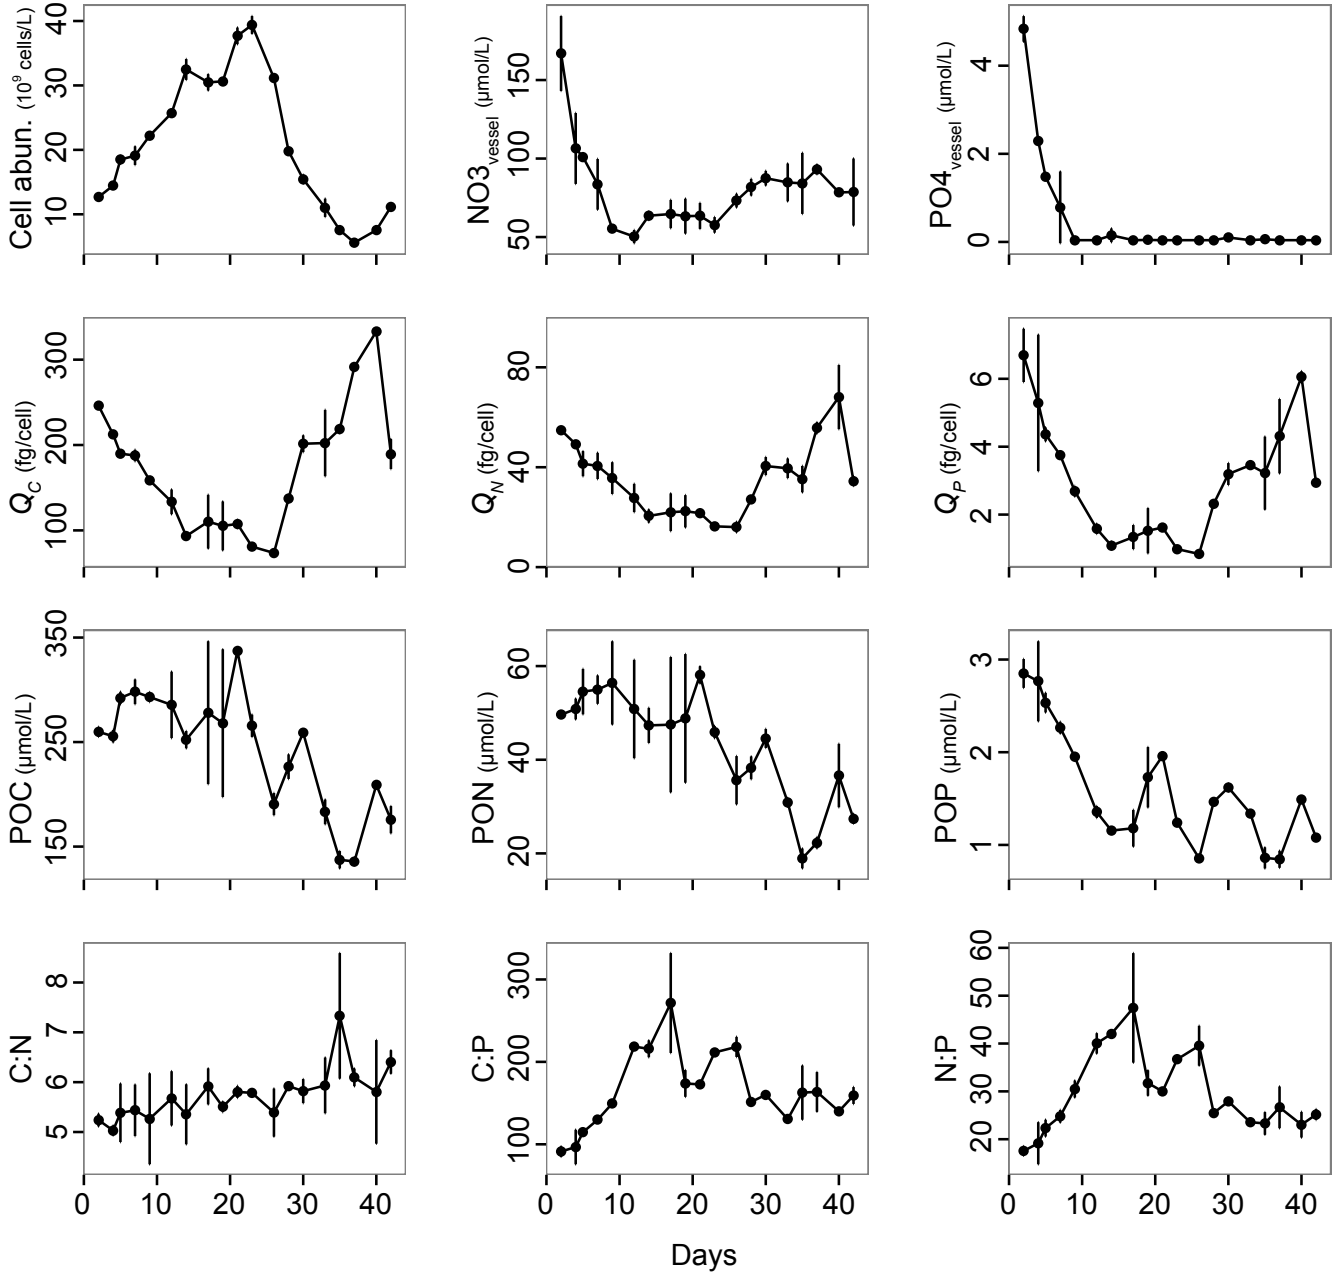 Cell abun. (10⁹ cells/L)
10
20
30
40
NO3vessel (μmol/L)
50
100
150
PO4vessel (μmol/L)
0
2
4
QC (fg/cell)
100
200
300
QN (fg/cell)
0
40
80
QP (fg/cell)
2
4
6
POC (μmol/L)
150
250
350
PON (μmol/L)
20
40
60
POP (μmol/L)
1
2
3
C:N
5
6
7
8
C:P
100
200
300
N:P
20
30
40
50
60
0 10 20 30 40
0 10 20 30 40
0 10 20 30 40
Days